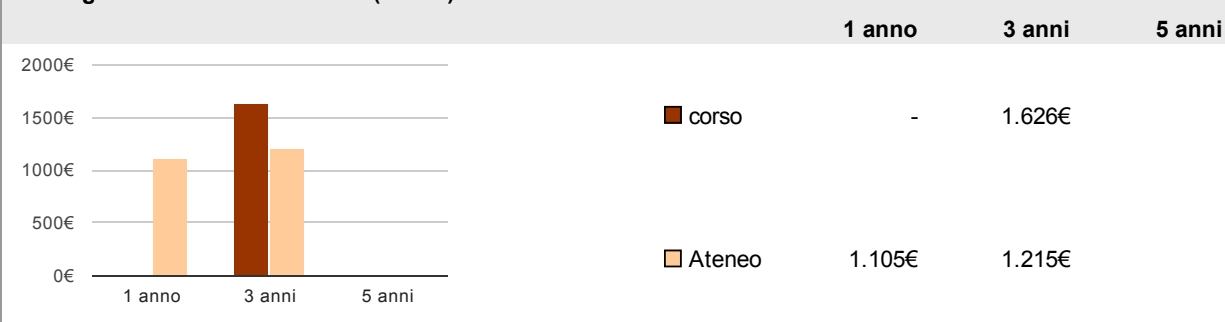 1 anno 3 anni 5 anni
2000€
1500€
1000€
500€
0€
1 anno 3 anni 5 anni
corso - 1.626€
Ateneo 1.105€ 1.215€